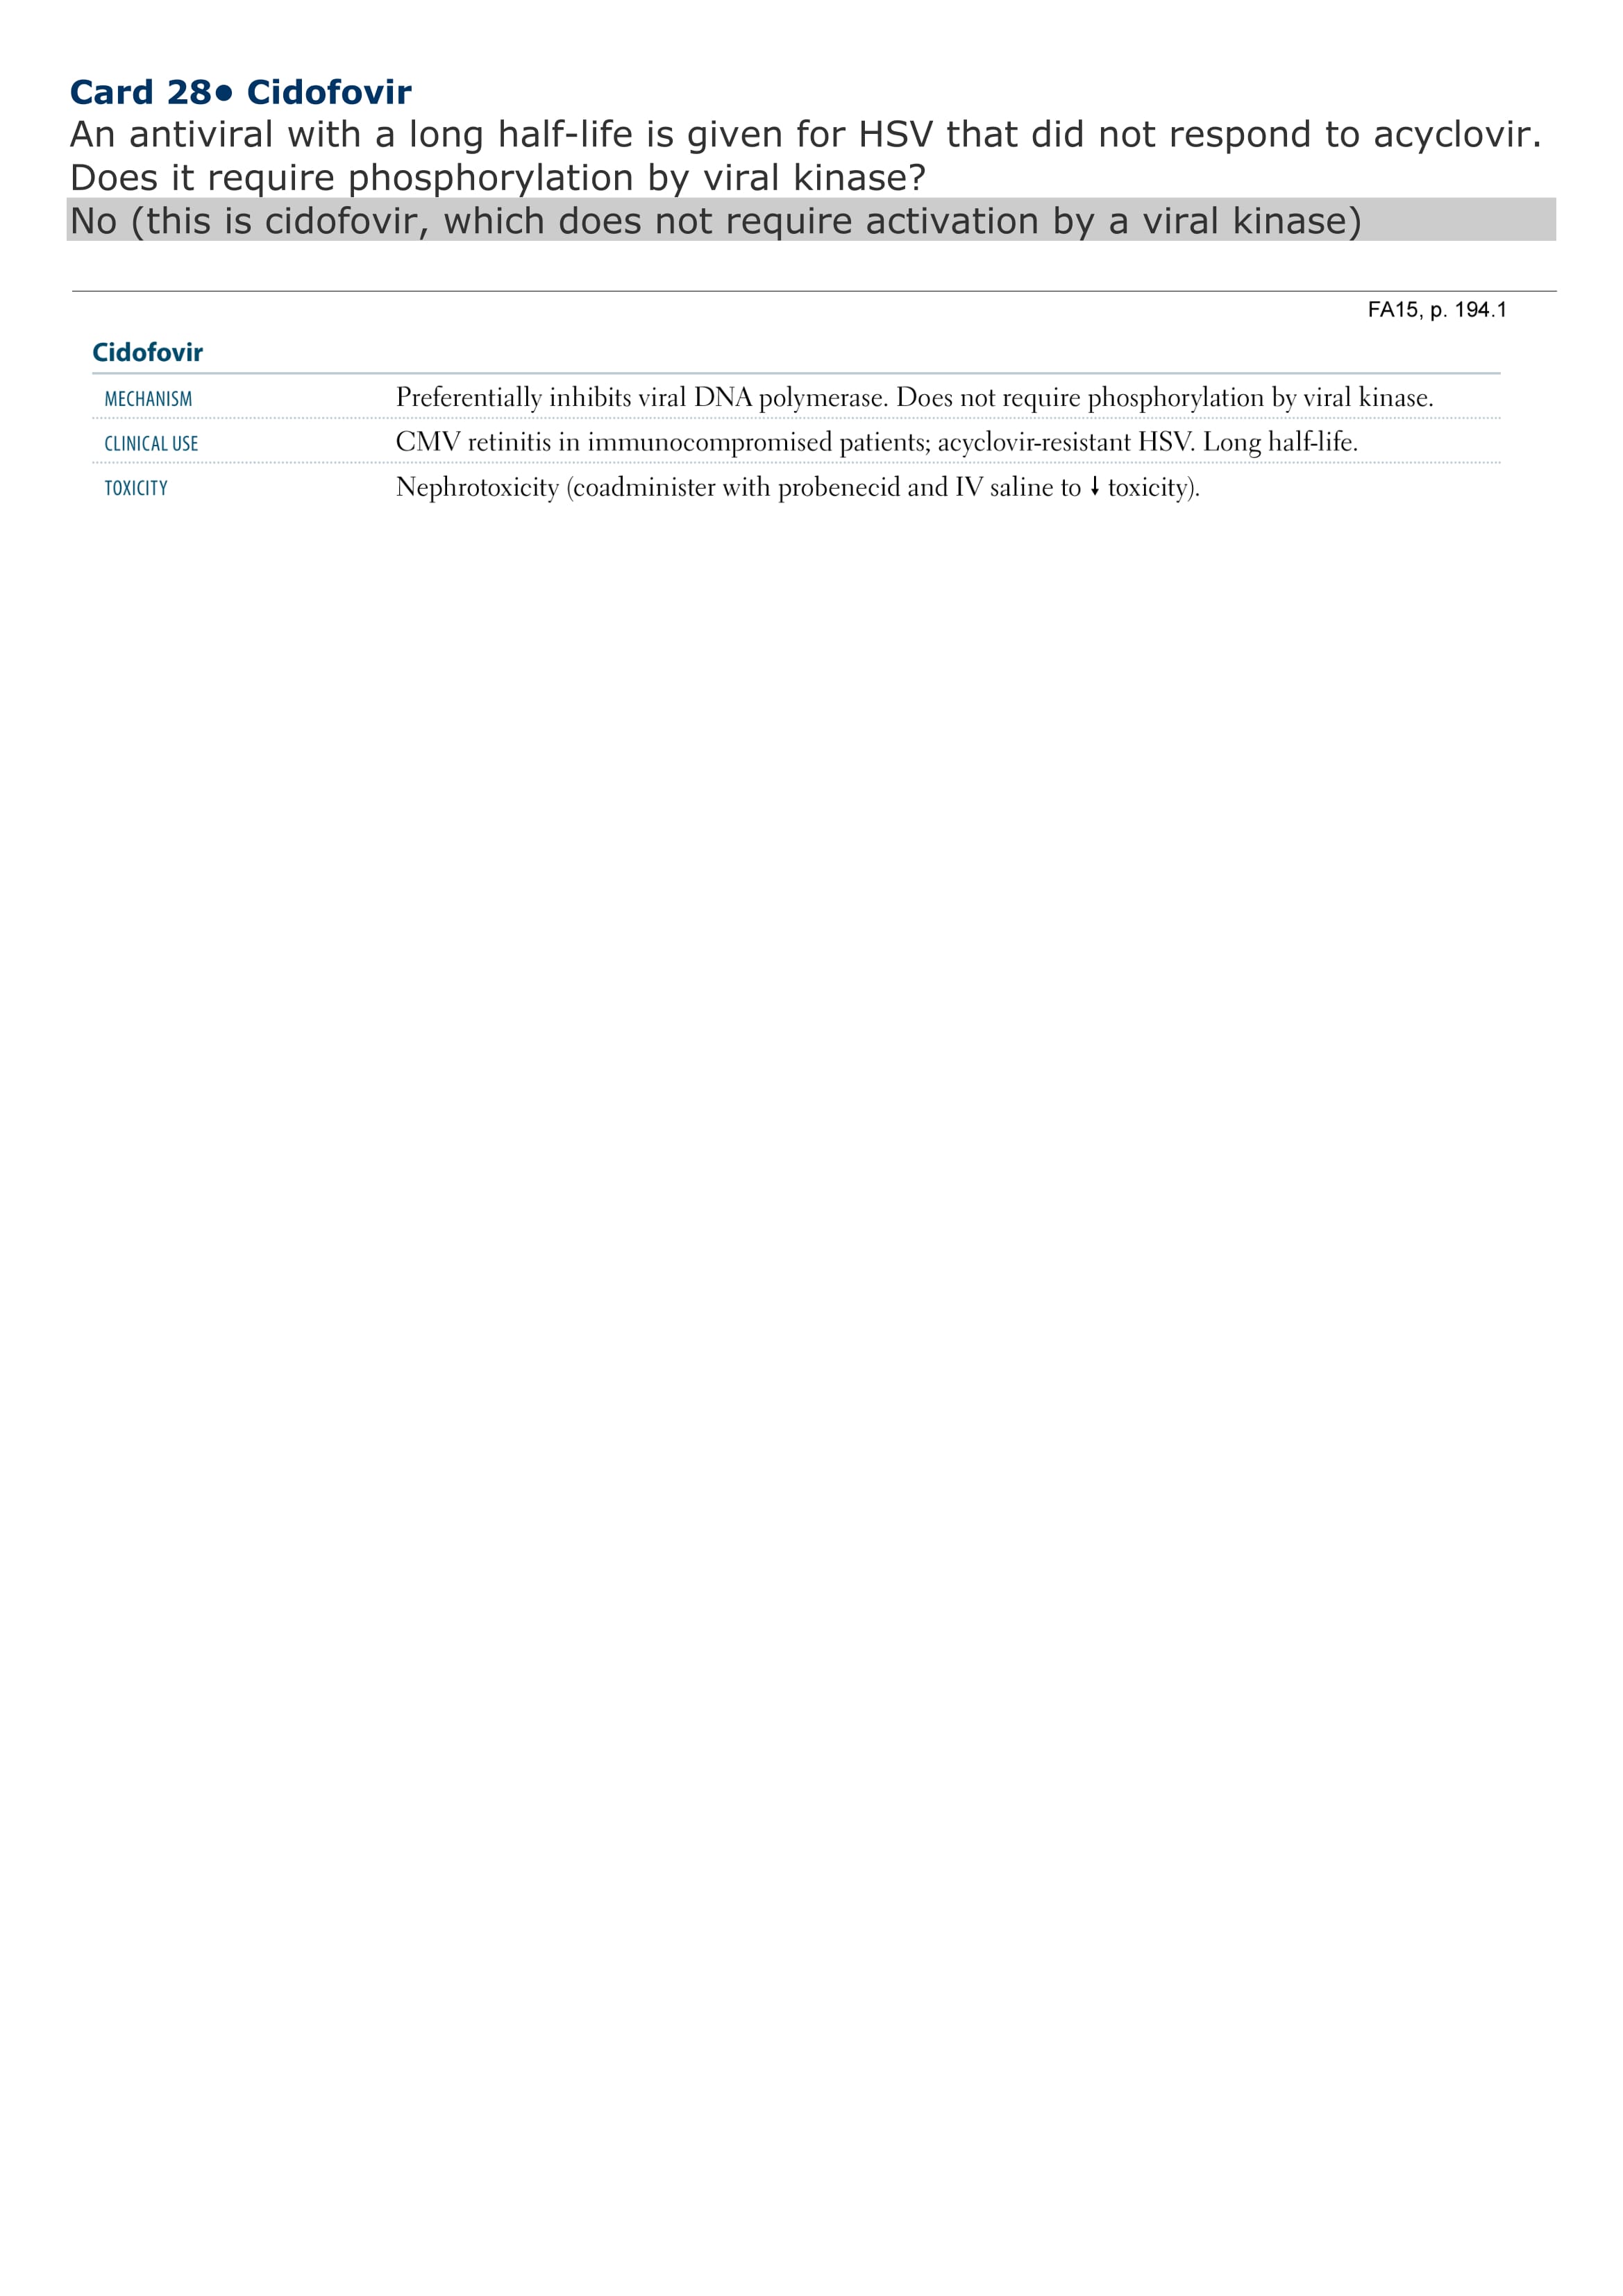 Card 28● Cidofovir
An antiviral with a long half-life is given for HSV that did not respond to acyclovir.
Does it require phosphorylation by viral kinase?
No (this is cidofovir, which does not require activation by a viral kinase)
FA15, p. 194.1
Cidofovir
MECHANISM Preferentially inhibits viral DNA polymerase. Does not require phosphorylation by viral kinase.
CLINICAL USE CMV retinitis in immunocompromised patients; acyclovir-resistant HSV. Long half-life.
TOXICITY Nephrotoxicity (coadminister with probenecid and IV saline to ↓ toxicity).